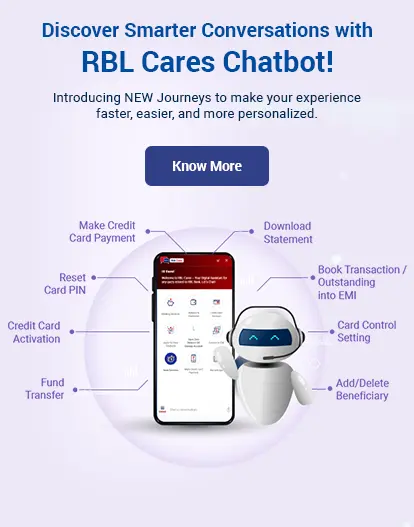 Discover Smarter Conversations with
RBL Cares Chatbot!
Introducing NEW Journeys to make your experience
faster, easier, and more personalized.
Know More
Make Credit
Card Payment
Download
Statement
Reset
Card PIN
Book Transaction /
Outstanding
into EMI
Credit Card
Activation
Card Control
Setting
Fund
Transfer
Add/Delete
Beneficiary